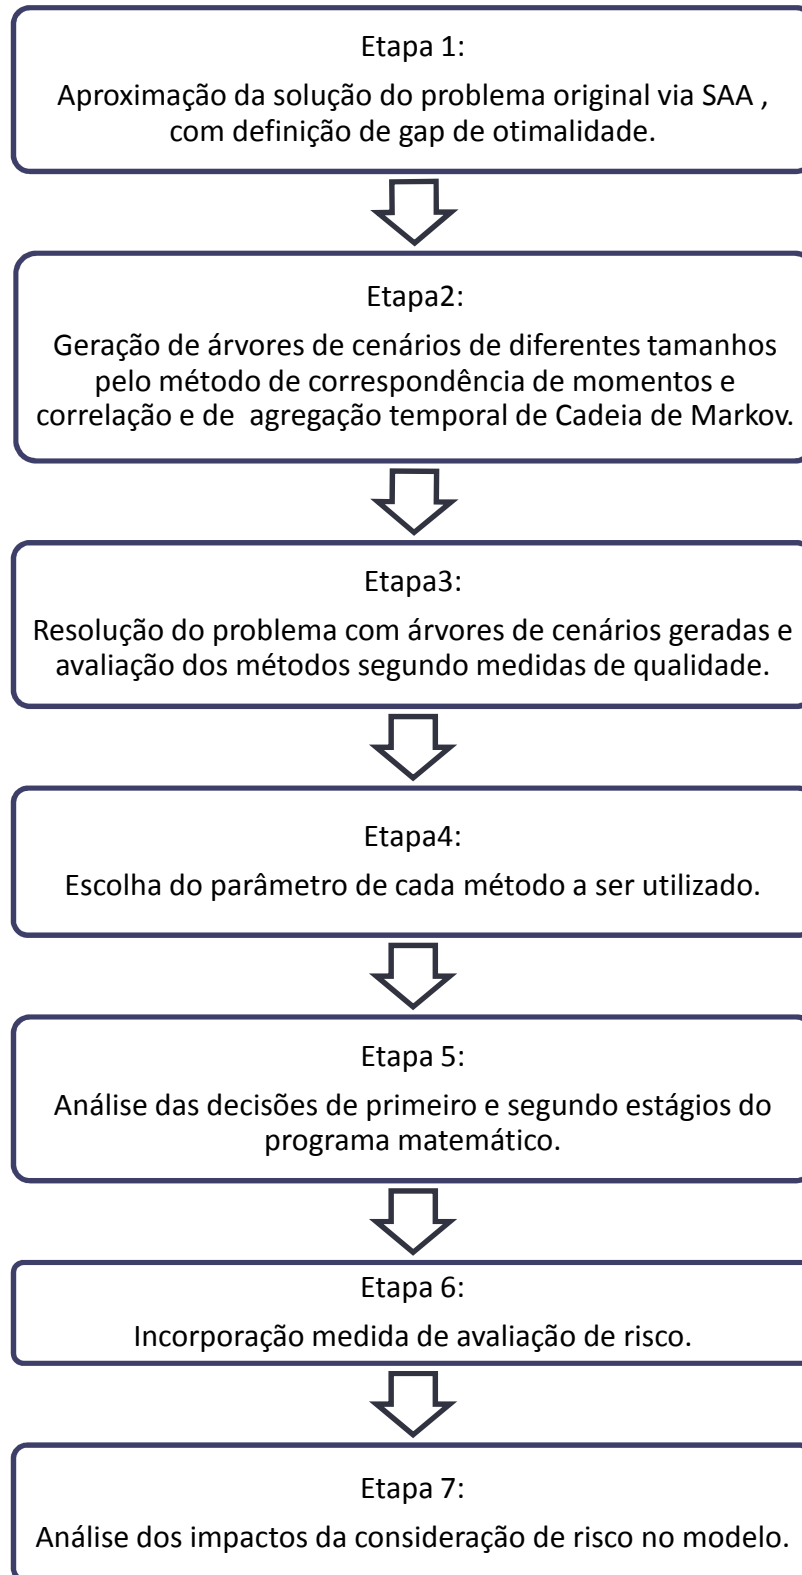 Etapa 1:
Aproximação da solução do problema original via SAA ,
com definição de gap de otimalidade.
Etapa2:
Geração de árvores de cenários de diferentes tamanhos
pelo método de correspondência de momentos e
correlação e de  agregação temporal de Cadeia de Markov.
Etapa3:
Resolução do problema com árvores de cenários geradas e
avaliação dos métodos segundo medidas de qualidade.
Etapa4:
Escolha do parâmetro de cada método a ser utilizado.
Etapa 5:
Análise das decisões de primeiro e segundo estágios do
programa matemático.
Etapa 6:
Incorporação medida de avaliação de risco.
Etapa 7:
Análise dos impactos da consideração de risco no modelo.